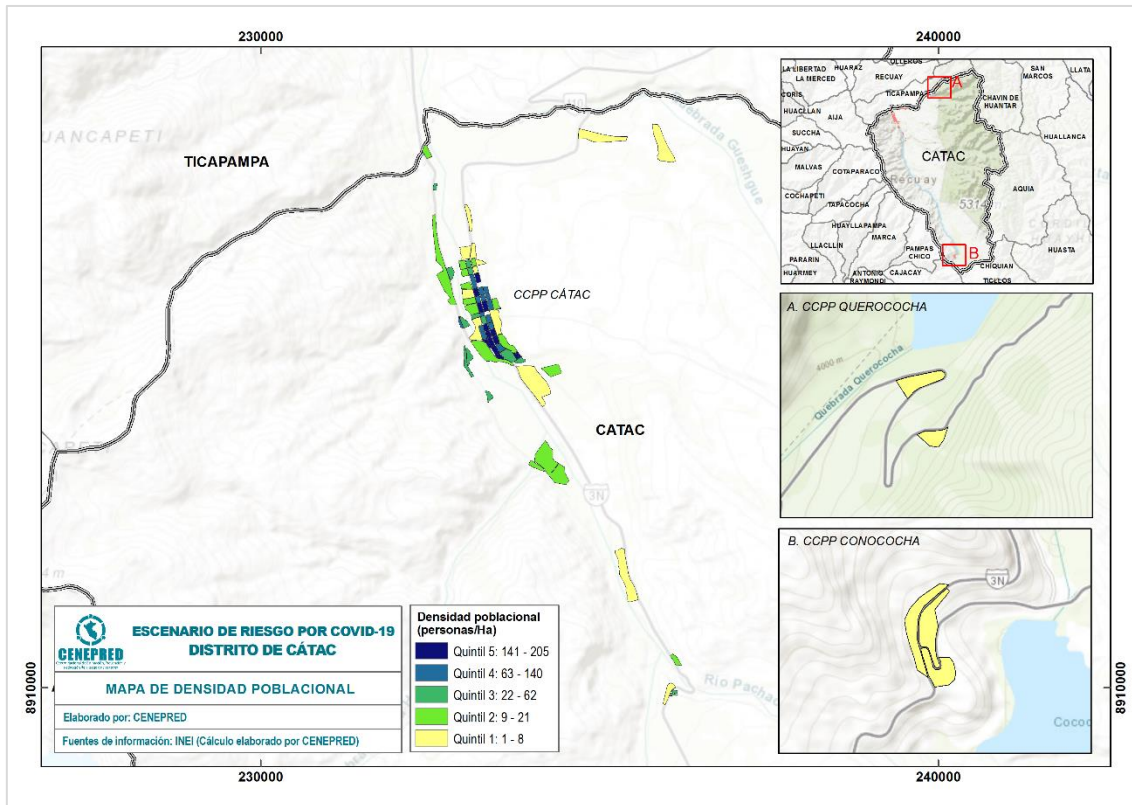 230000
240000
OLLEROS
LA LIBERTAD
HUARAZ
LA MERCED
RECUAY
SAN
MARCOS
LLATA
TICAPAMPA
A
CORIS
CHAVIN DE
HUANTAR
HUACLLAN
AIJA
SUCCHA
HUALLANCA
HUAYAN
CATAC
MALVAS
COTAPARACO
Recuay
AQUIA
COCHAPETI
TAPACOCHA
HUAYLLAPAMPA
MARCA
LLACLLIN
PAMPAS
CHICO
B
HUASTA
PARARIN
CHIQUIAN
HUARMEY
ANTONIO
RAYMONDI
CAJACAY
TICLLOS
UANCAPETI
TICAPAMPA
Quebrada Queshgue
CCPP CÁTAC
CATAC
3N
Río Pachac
A. CCPP QUEROCOCHA
4000 m
Quebrada Querococha
B. CCPP CONOCOCHA
3N
CENEPRED
ESCENARIO DE RIESGO POR COVID-19
DISTRITO DE CÁTAC
MAPA DE DENSIDAD POBLACIONAL
Elaborado por: CENEPRED
Fuentes de información: INEI (Cálculo elaborado por CENEPRED)
Densidad poblacional
(personas/Ha)
Quintil 5: 141 - 205
Quintil 4: 63 - 140
Quintil 3: 22 - 62
Quintil 2: 9 - 21
Quintil 1: 1 - 8
8910000
8910000
230000
240000